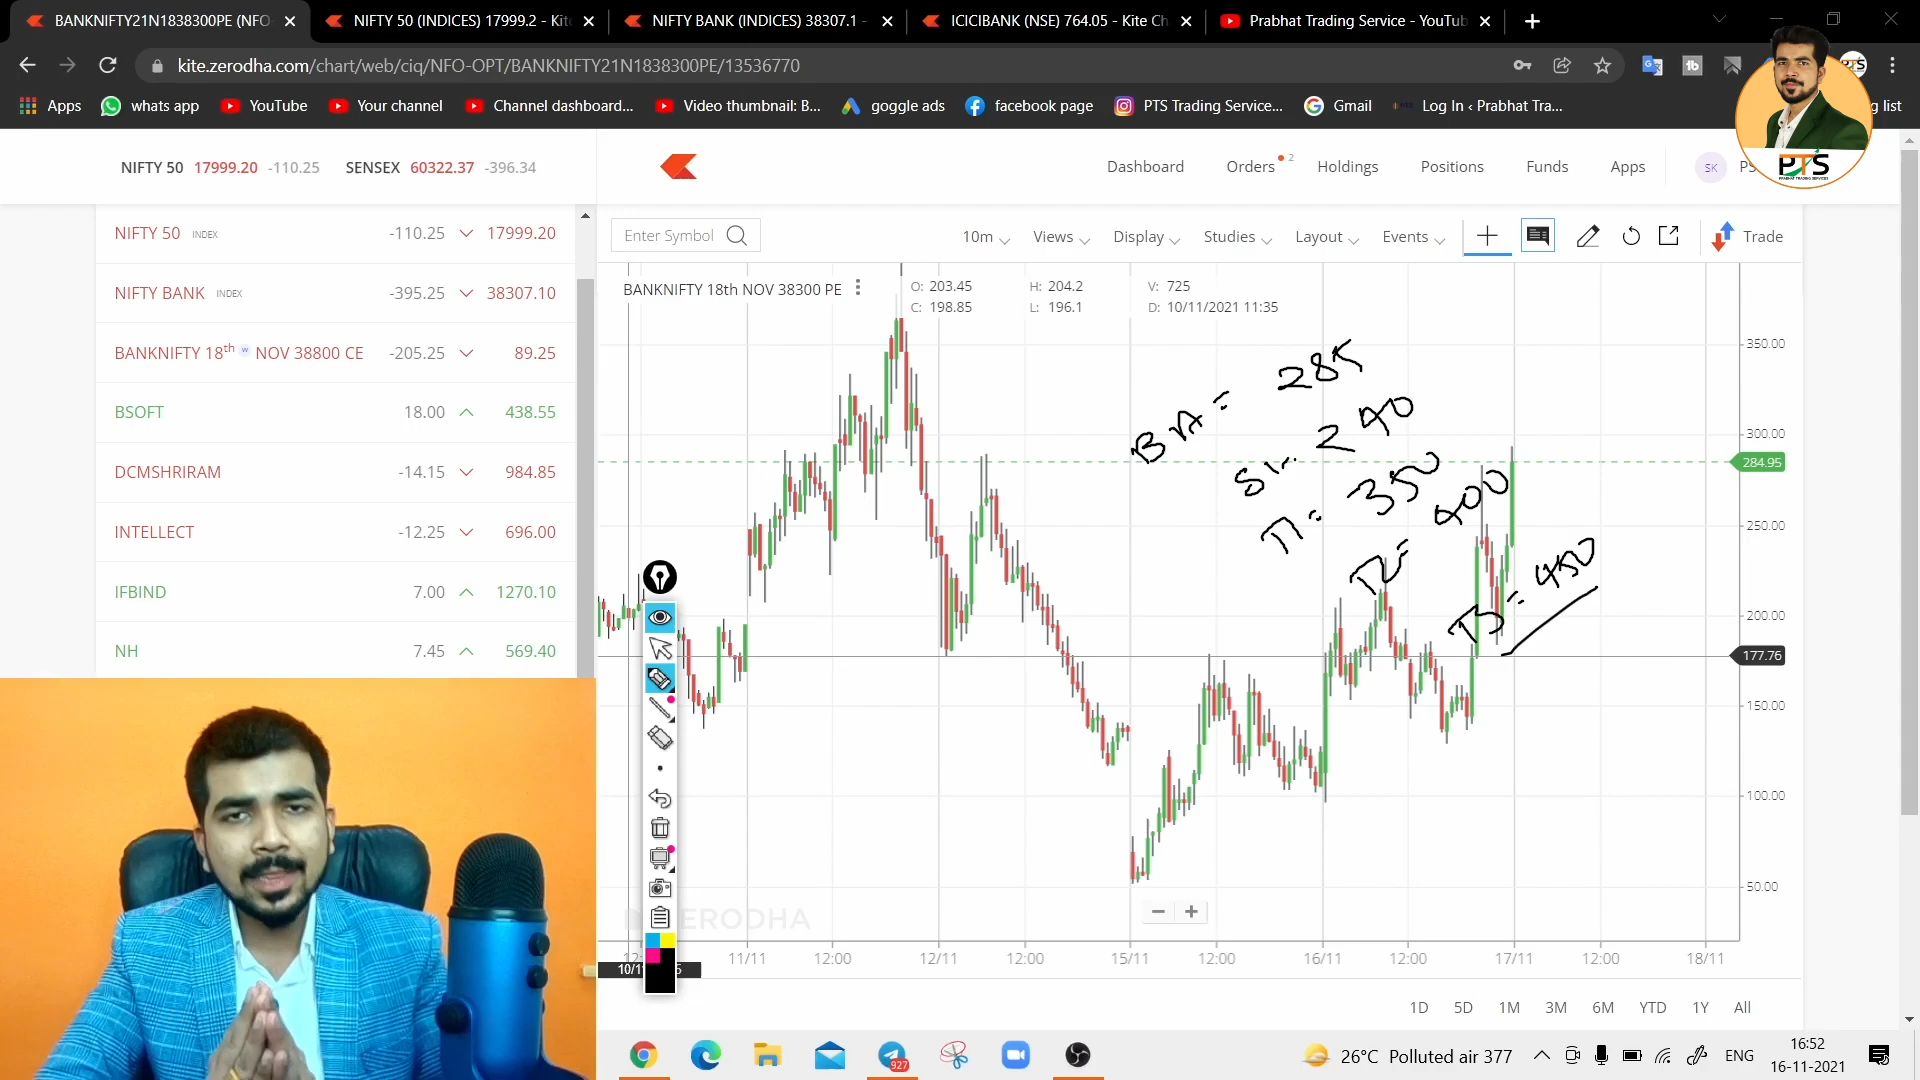 BANKNIFTY21N1838300PE (NFO-
NIFTY 50 (INDICES) 17999.2 - Kit
NIFTY BANK (INDICES) 38307.1 -
ICICIBANK (NSE) 764.05 - Kite Ch
Prabhat Trading Service - YouTub
kite.zerodha.com/chart/web/ciq/NFO-OPT/BANKNIFTY21N1838300PE/13536770
Apps
whats app
YouTube
Your channel
Channel dashboard...
Video thumbnail: B...
goggle ads
facebook page
PTS Trading Service...
Gmail
Log In ‹ Prabhat Tra...
g list
PTS
PRABHAT TRADING SERVICES
NIFTY 50 17999.20 -110.25 SENSEX 60322.37 -396.34
Dashboard Orders 2 Holdings Positions Funds Apps SK PS
NIFTY 50 INDEX -110.25 17999.20
NIFTY BANK INDEX -395.25 38307.10
BANKNIFTY 18th w NOV 38800 CE -205.25 89.25
BSOFT 18.00 438.55
DCMSHRIRAM -14.15 984.85
INTELLECT -12.25 696.00
IFBIND 7.00 1270.10
NH 7.45 569.40
Enter Symbol 10m Views Display Studies Layout Events Trade
BANKNIFTY 18th NOV 38300 PE
O: 203.45 H: 204.2 V: 725
C: 198.85 L: 196.1 D: 10/11/2021 11:35
350.00
300.00
284.95
250.00
200.00
177.76
150.00
100.00
50.00
240
350
400
450
ZERODHA
11/11 12:00 12/11 12:00 15/11 12:00 16/11 12:00 17/11 12:00 18/11
1D 5D 1M 3M 6M YTD 1Y All
927
26°C Polluted air 377
ENG
16:52
16-11-2021